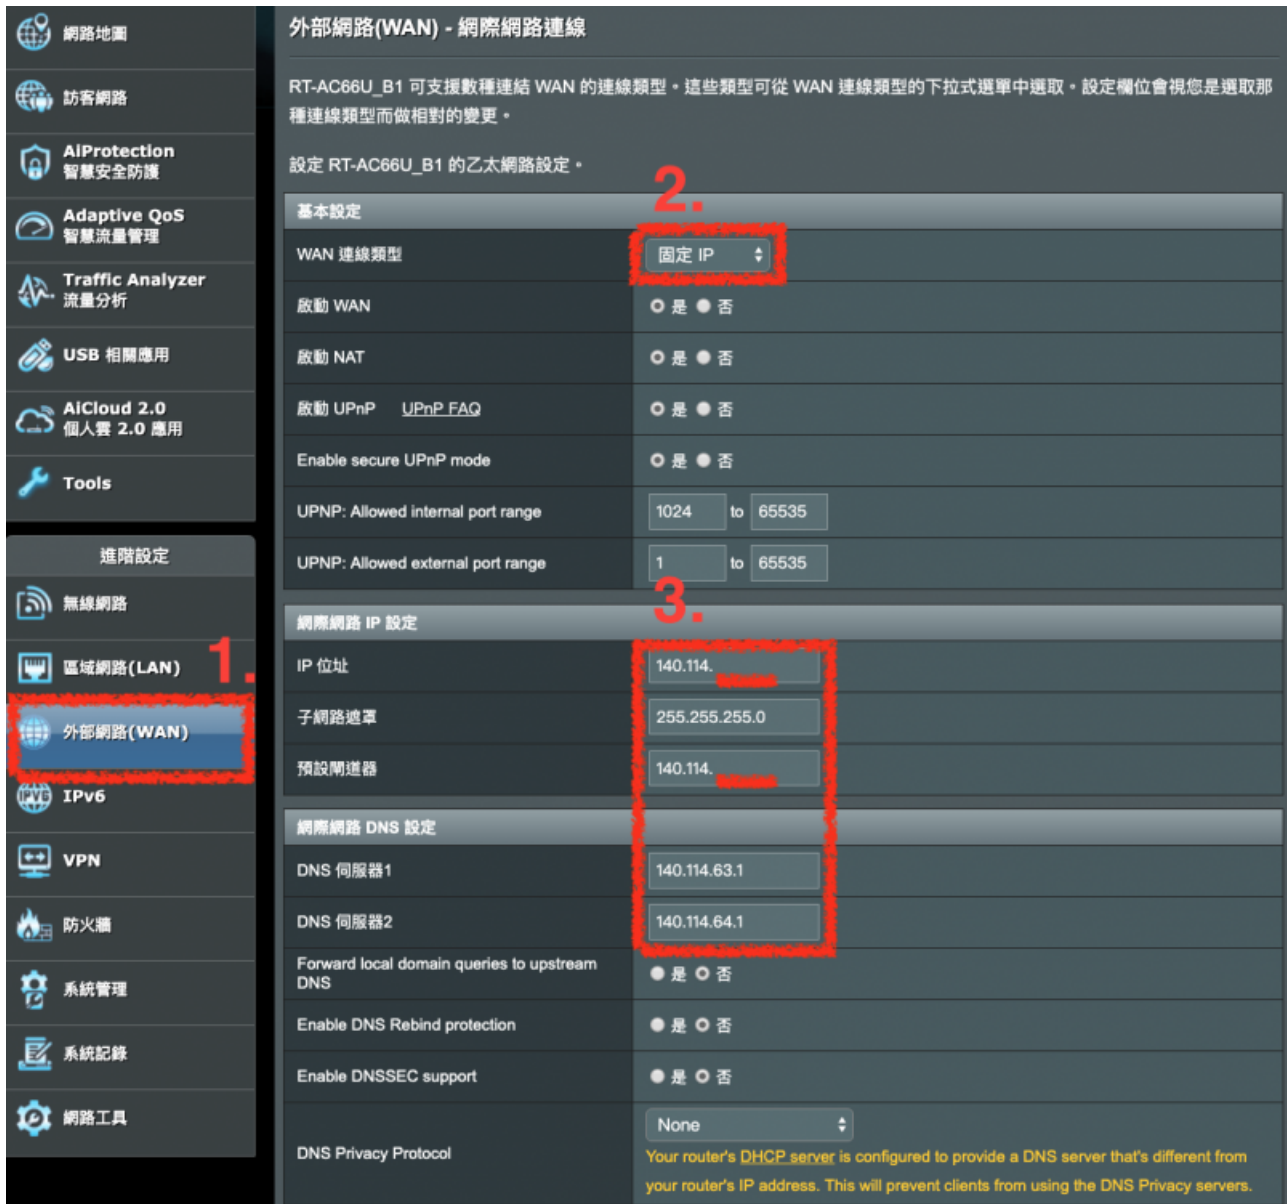 網路地圖
訪客網路
AiProtection
智慧安全防護
Adaptive QoS
智慧流量管理
Traffic Analyzer
流量分析
USB 相關應用
AiCloud 2.0
個人雲 2.0 應用
Tools
進階設定
無線網路
1.
區域網路(LAN)
外部網路(WAN)
IPv6
VPN
防火牆
系統管理
系統記錄
網路工具
外部網路(WAN) - 網際網路連線
RT-AC66U_B1 可支援數種連結 WAN 的連線類型。這些類型可從 WAN 連線類型的下拉式選單中選取。設定欄位會視您是選取那
種連線類型而做相對的變更。
設定 RT-AC66U_B1 的乙太網路設定。
2.
基本設定
WAN 連線類型 固定 IP
啟動 WAN 是 否
啟動 NAT 是 否
啟動 UPnP UPnP FAQ 是 否
Enable secure UPnP mode 是 否
UPNP: Allowed internal port range 1024 to 65535
UPNP: Allowed external port range 1 to 65535
3.
網際網路 IP 設定
IP 位址 140.114.
子網路遮罩 255.255.255.0
預設閘道器 140.114.
網際網路 DNS 設定
DNS 伺服器1 140.114.63.1
DNS 伺服器2 140.114.64.1
Forward local domain queries to upstream
DNS 是 否
Enable DNS Rebind protection 是 否
Enable DNSSEC support 是 否
None
DNS Privacy Protocol
Your router's DHCP server is configured to provide a DNS server that's different from
your router's IP address. This will prevent clients from using the DNS Privacy servers.